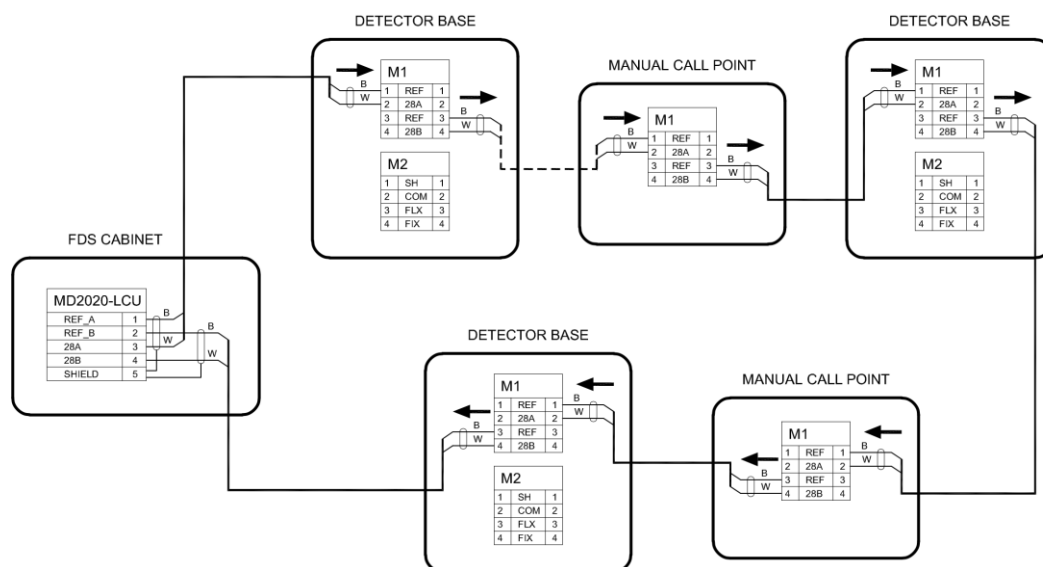 DETECTOR BASE
M1
B
W
1 REF 1
2 28A 2
3 REF 3
4 28B 4
B
W
M2
1 SH 1
2 COM 2
3 FLX 3
4 FIX 4
MANUAL CALL POINT
M1
B
W
1 REF 1
2 28A 2
3 REF 3
4 28B 4
B
W
DETECTOR BASE
M1
B
W
1 REF 1
2 28A 2
3 REF 3
4 28B 4
B
W
M2
1 SH 1
2 COM 2
3 FLX 3
4 FIX 4
FDS CABINET
MD2020-LCU
REF_A 1
REF_B 2
28A 3
28B 4
SHIELD 5
B
W
B
W
DETECTOR BASE
M1
1 REF 1
2 28A 2
3 REF 3
4 28B 4
B
W
B
W
M2
1 SH 1
2 COM 2
3 FLX 3
4 FIX 4
MANUAL CALL POINT
M1
1 REF 1
2 28A 2
3 REF 3
4 28B 4
B
W
B
W